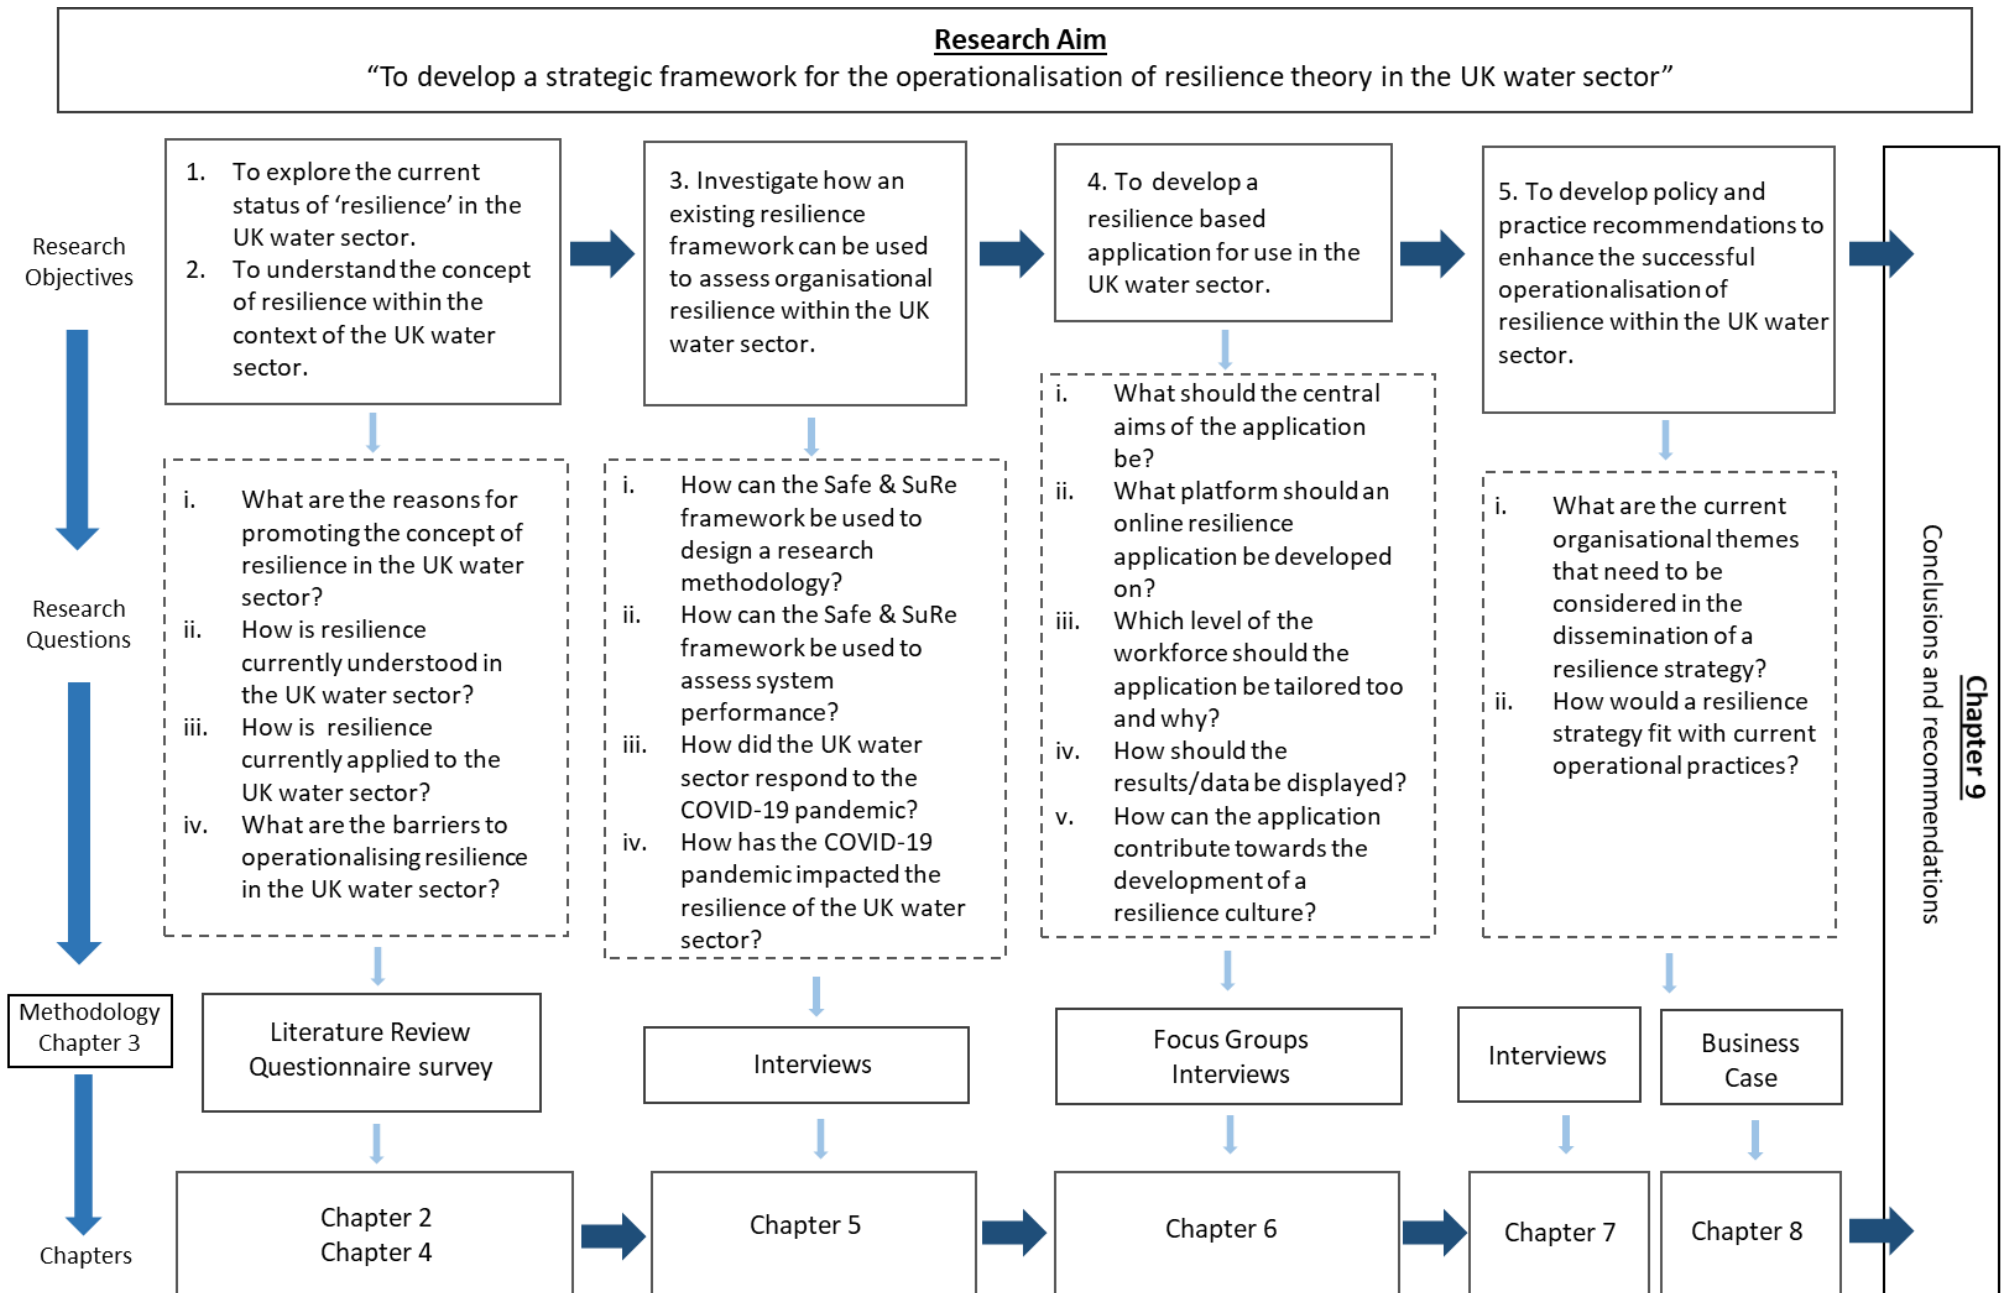 Research Aim
“To develop a strategic framework for the operationalisation of resilience theory in the UK water sector”
Research
Objectives
1. To explore the current
status of ‘resilience’ in the
UK water sector.
2. To understand the concept
of resilience within the
context of the UK water
sector.
3. Investigate how an
existing resilience
framework can be used
to assess organisational
resilience within the UK
water sector.
4. To develop a
resilience based
application for use in the
UK water sector.
5. To develop policy and
practice recommendations to
enhance the successful
operationalisation of
resilience within the UK water
sector.
Research
Questions
i. What are the reasons for
promoting the concept of
resilience in the UK water
sector?
ii. How is resilience
currently understood in
the UK water sector?
iii. How is resilience
currently applied to the
UK water sector?
iv. What are the barriers to
operationalising resilience
in the UK water sector?
i. How can the Safe & SuRe
framework be used to
design a research
methodology?
ii. How can the Safe & SuRe
framework be used to
assess system
performance?
iii. How did the UK water
sector respond to the
COVID-19 pandemic?
iv. How has the COVID-19
pandemic impacted the
resilience of the UK water
sector?
i. What should the central
aims of the application
be?
ii. What platform should an
online resilience
application be developed
on?
iii. Which level of the
workforce should the
application be tailored too
and why?
iv. How should the
results/data be displayed?
v. How can the application
contribute towards the
development of a
resilience culture?
i. What are the current
organisational themes
that need to be
considered in the
dissemination of a
resilience strategy?
ii. How would a resilience
strategy fit with current
operational practices?
Methodology
Chapter 3
Literature Review
Questionnaire survey
Interviews
Focus Groups
Interviews
Interviews
Business
Case
Chapters
Chapter 2
Chapter 4
Chapter 5
Chapter 6
Chapter 7
Chapter 8
Chapter 9
Conclusions and recommendations